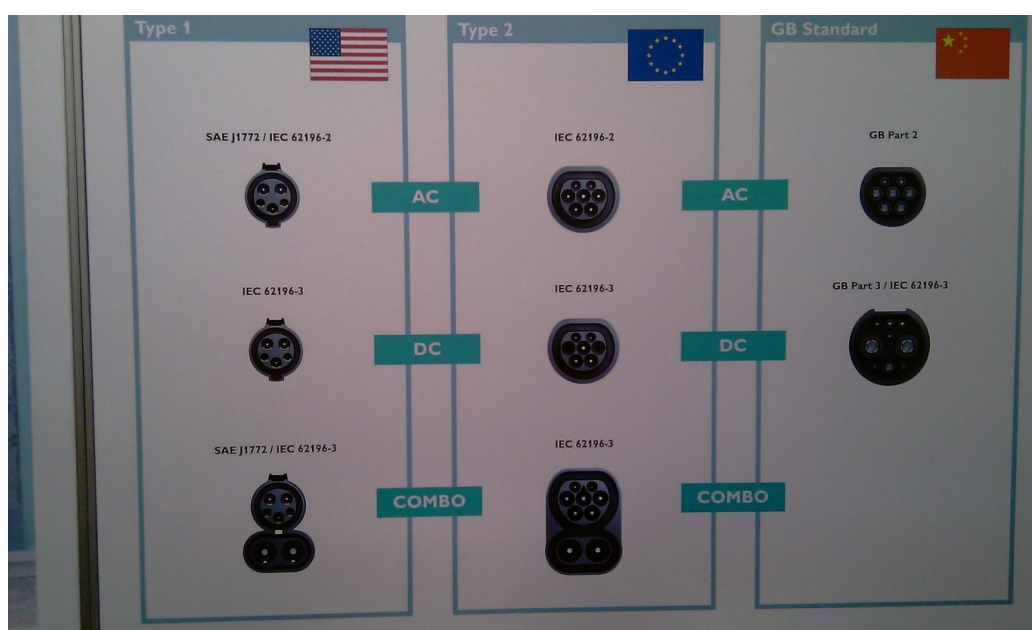 Type 1
Type 2
GB Standard
SAE J1772 / IEC 62196-2
IEC 62196-2
GB Part 2
AC
AC
IEC 62196-3
IEC 62196-3
GB Part 3 / IEC 62196-3
DC
DC
SAE J1772 / IEC 62196-3
IEC 62196-3
COMBO
COMBO